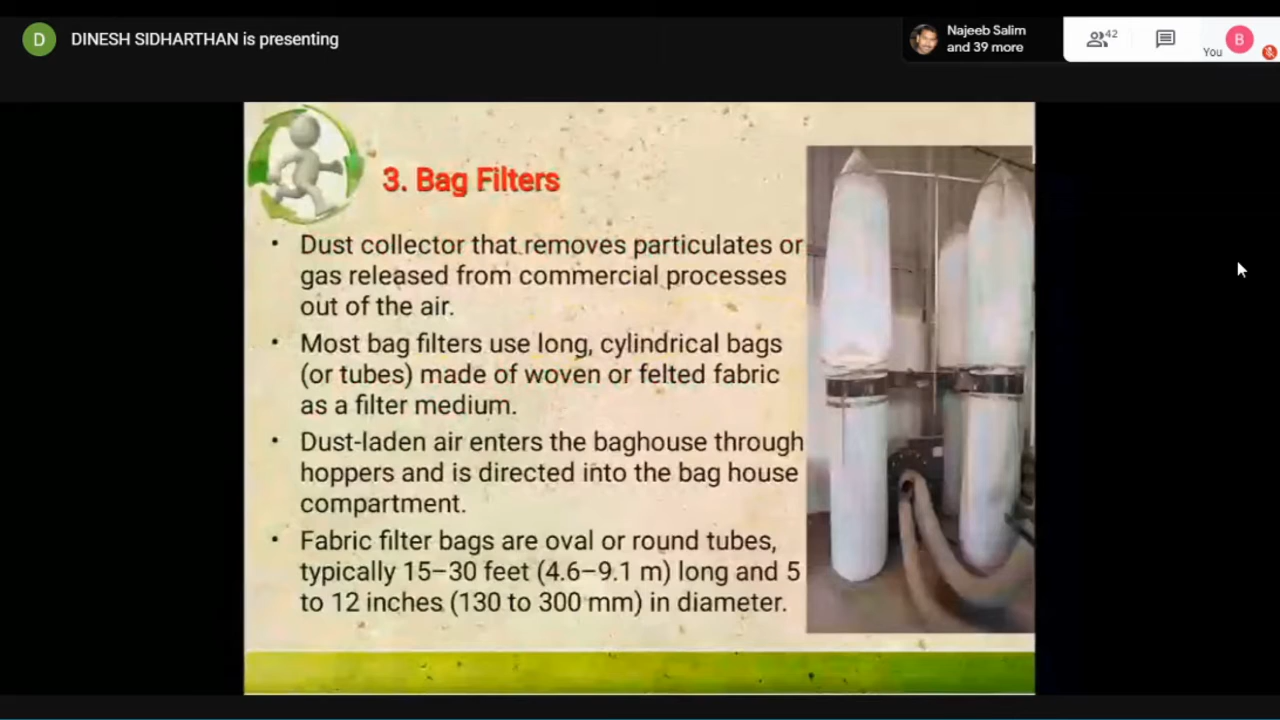 D DINESH SIDHARTHAN is presenting
Najeeb Salim
and 39 more
42
You
B
3. Bag Filters
• Dust collector that removes particulates or
gas released from commercial processes
out of the air.
• Most bag filters use long, cylindrical bags
(or tubes) made of woven or felted fabric
as a filter medium.
• Dust-laden air enters the baghouse through
hoppers and is directed into the bag house
compartment.
• Fabric filter bags are oval or round tubes,
typically 15–30 feet (4.6–9.1 m) long and 5
to 12 inches (130 to 300 mm) in diameter.